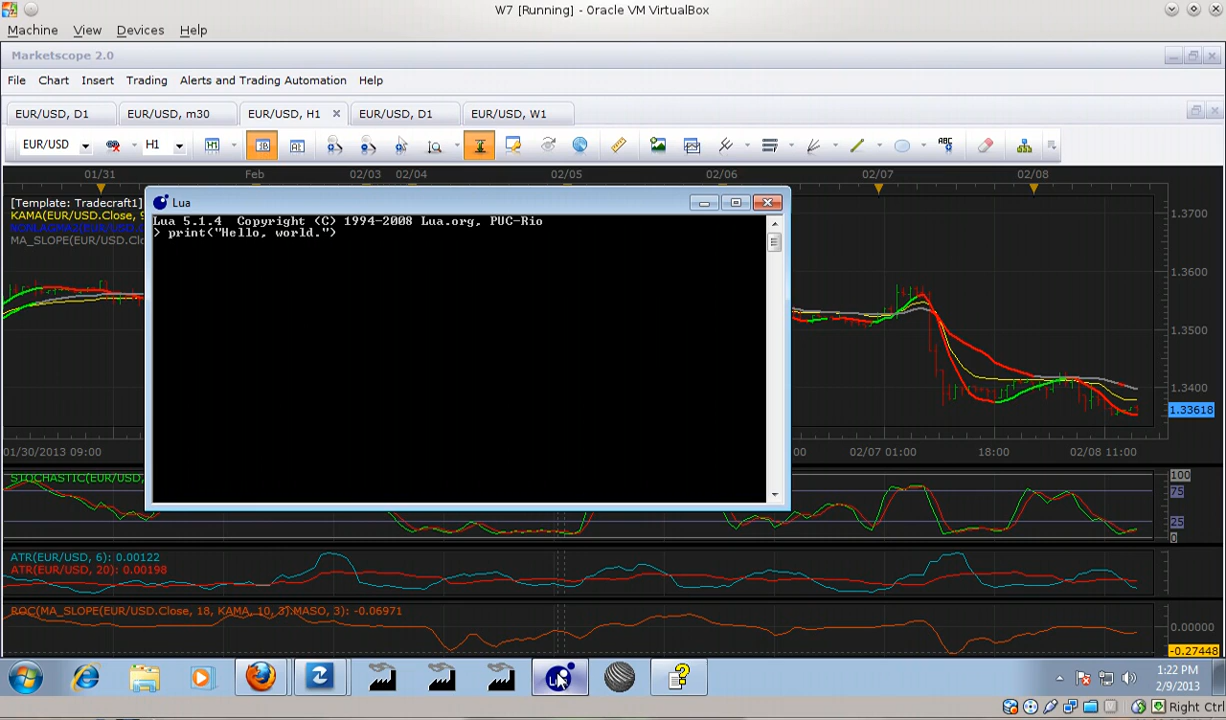 W7 [Running] - Oracle VM VirtualBox
Machine View Devices Help
Marketscope 2.0
File Chart Insert Trading Alerts and Trading Automation Help
EUR/USD, D1 EUR/USD, m30 EUR/USD, H1 EUR/USD, D1 EUR/USD, W1
EUR/USD H1 ABC
01/31 Feb 02/03 02/04 02/05 02/06 02/07 02/08
Lua
[Template: Tradecraft1]
KAMA(EUR/USD.Close, 9
NONLAGMA2(EUR/USD.C
MA_SLOPE(EUR/USD.Clo
Lua 5.1.4 Copyright (C) 1994-2008 Lua.org, PUC-Rio
> print("Hello, world.")
1.3700
1.3600
1.3500
1.3400
1.33618
01/30/2013 09:00 00 02/07 01:00 18:00 02/08 11:00
STOCHASTIC(EUR/USD,
100
75
25
0
ATR(EUR/USD, 6): 0.00122
ATR(EUR/USD, 20): 0.00198
ROC(MA_SLOPE(EUR/USD.Close, 18, KAMA, 10, 3).MASO, 3): -0.06971
0.00000
-0.27448
1:22 PM
2/9/2013
Right Ctrl